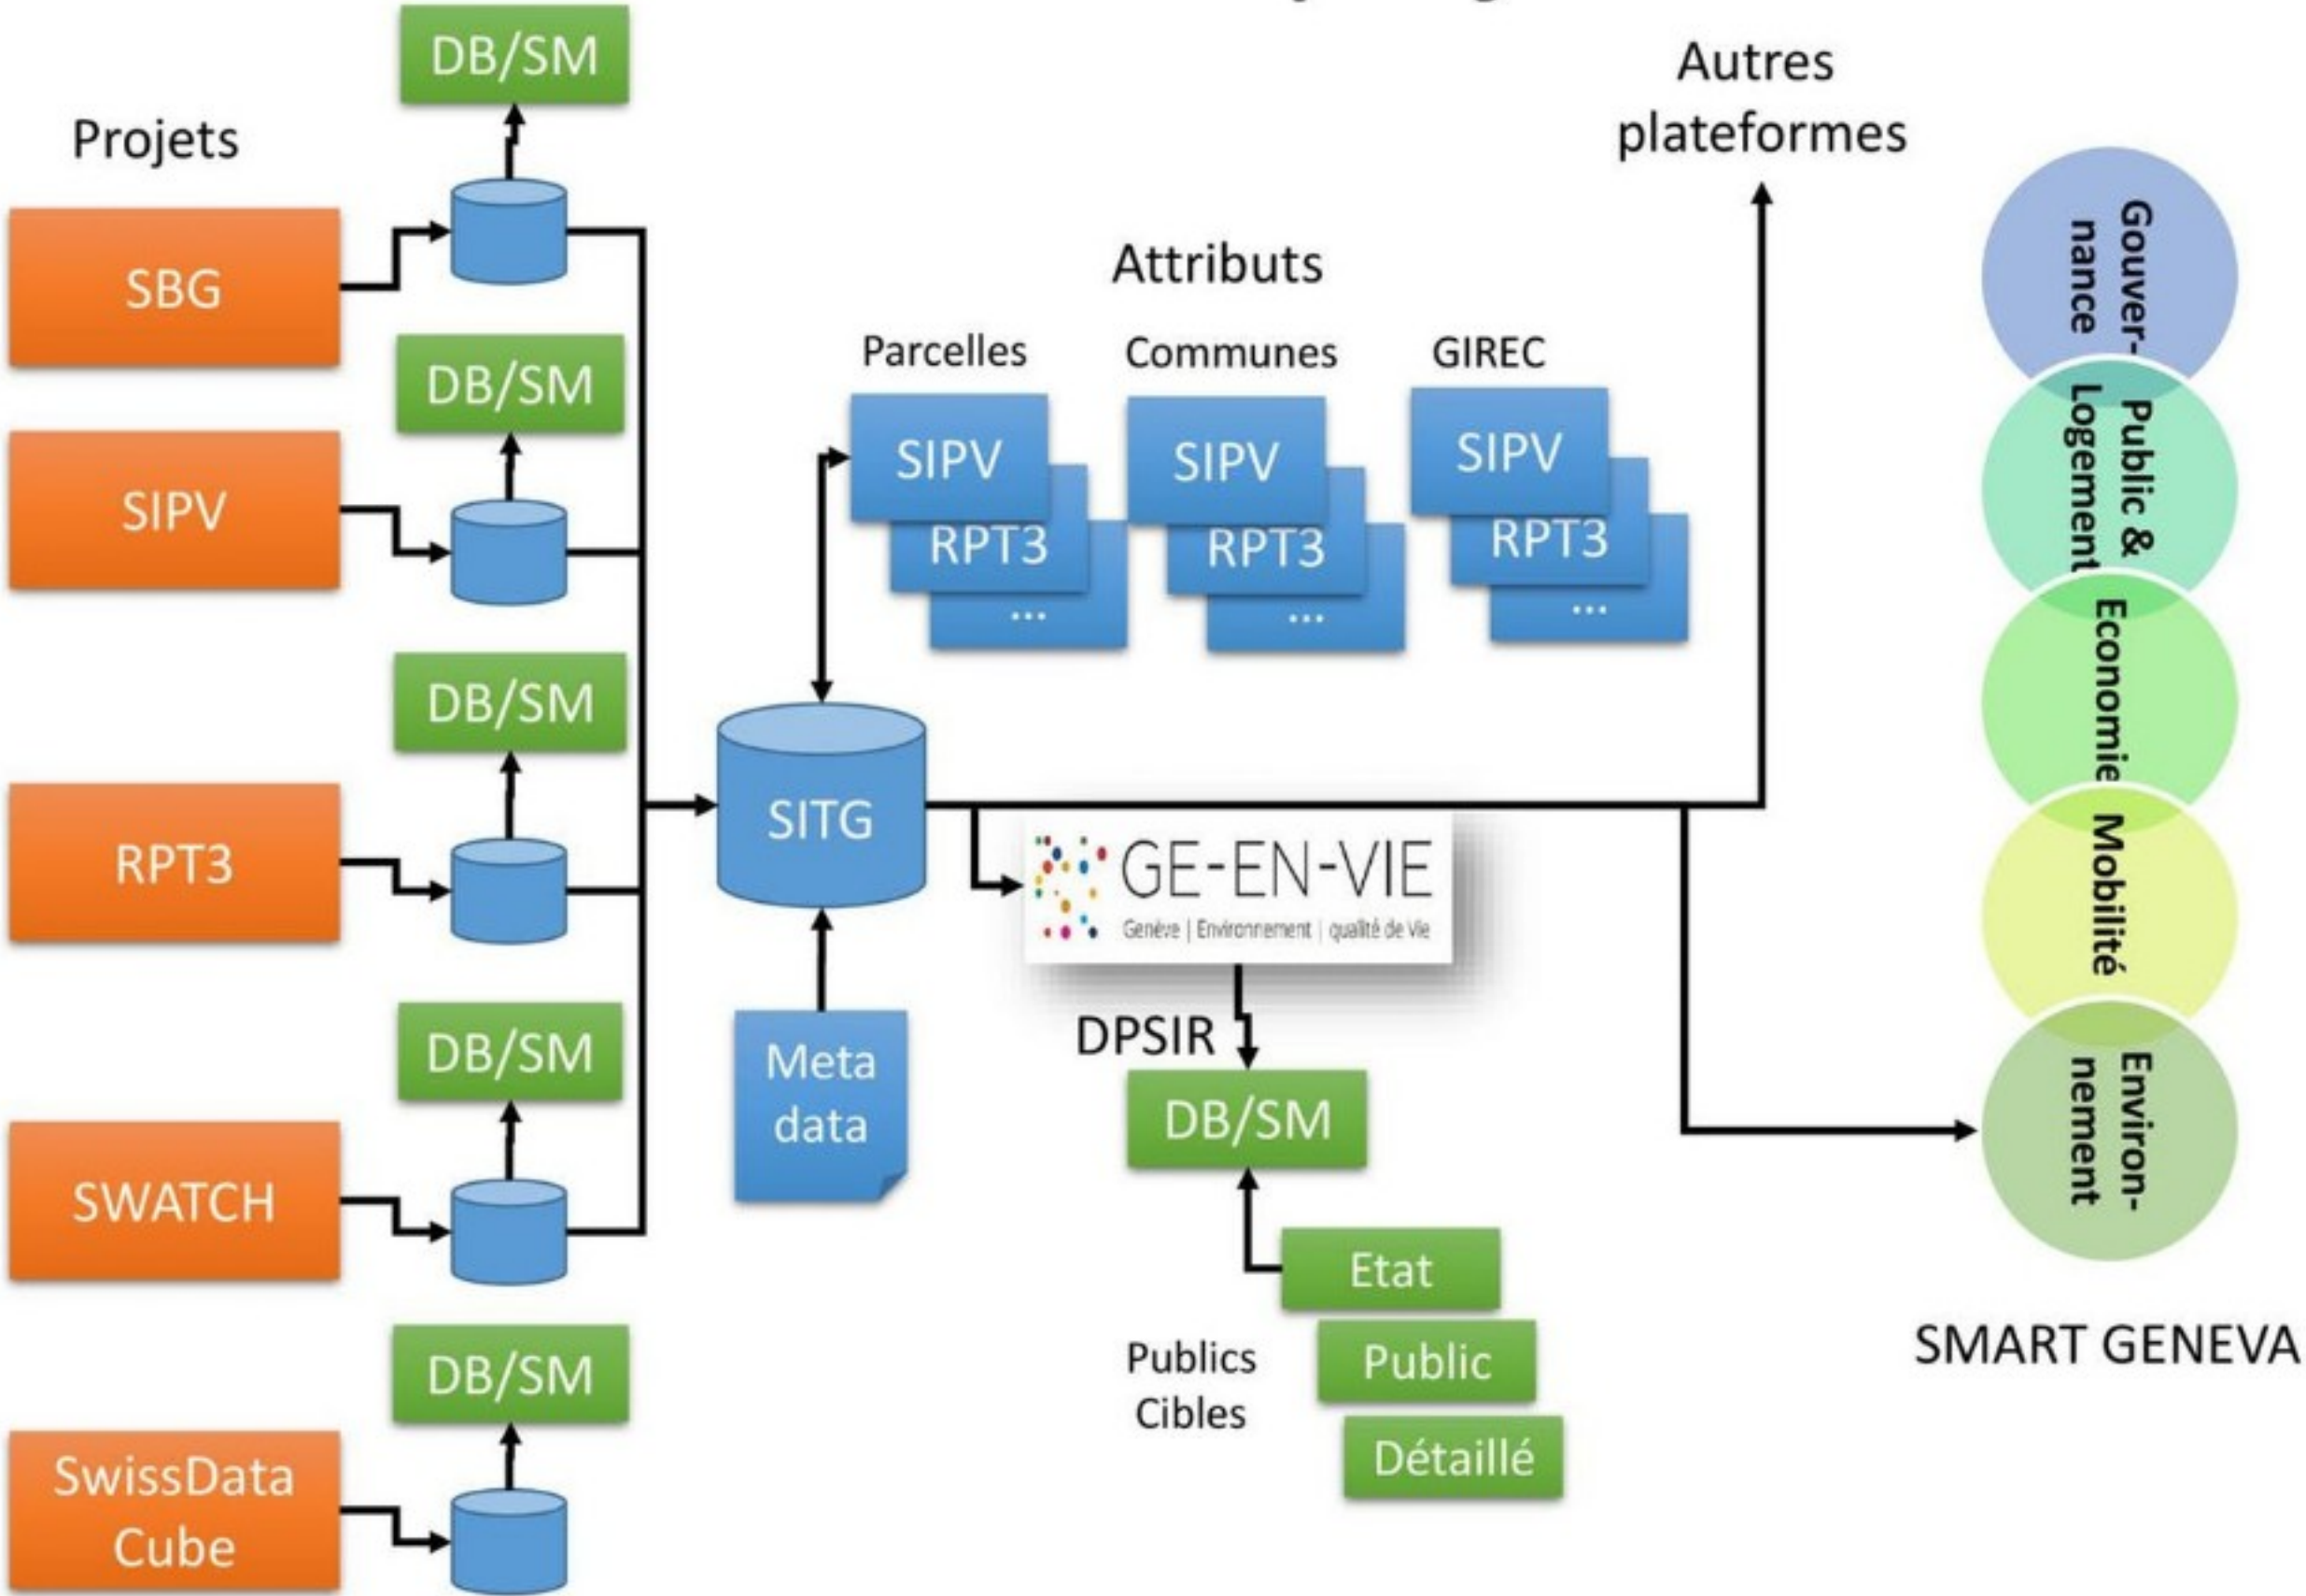 Projets
DB/SM
SBG
DB/SM
SIPV
DB/SM
RPT3
DB/SM
SWATCH
DB/SM
SwissData
Cube
Attributs
Parcelles
SIPV
RPT3
...
Communes
SIPV
RPT3
...
GIREC
SIPV
RPT3
...
SITG
Meta
data
GE-EN-VIE
Genève | Environnement | qualité de Vie
DPSIR
DB/SM
Publics
Cibles
Etat
Public
Détaillé
Autres
plateformes
Gouver-
nance
Public &
Logement
Economie
Mobilité
Environ-
nement
SMART GENEVA